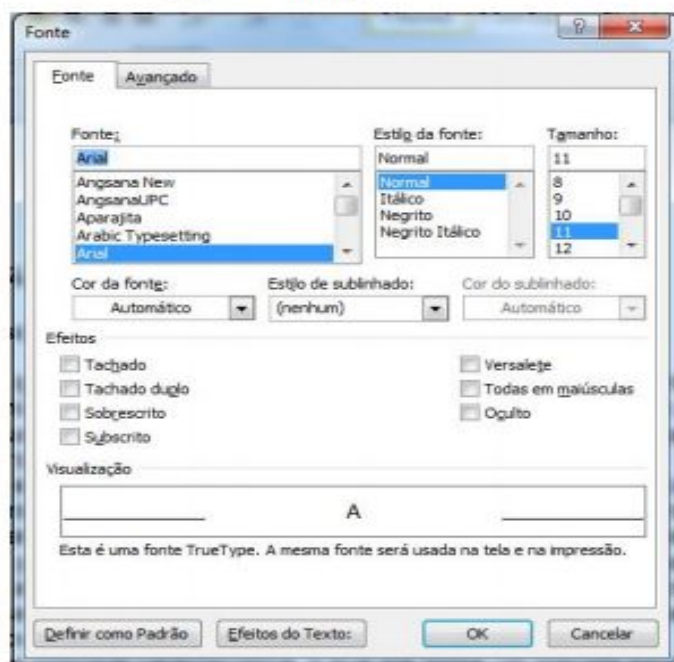 Fonte
Fonte Avançado
Fonte: Estilo da fonte: Tamanho:
Arial Normal 11
Angsana New Normal 8
AngsanaUPC Itálico 9
Aparajita Negrito 10
Arabic Typesetting Negrito Itálico 11
Arial 12
Cor da fonte: Estilo de sublinhado: Cor do sublinhado:
Automático (nenhum) Automático
Efeitos
Tachado Versalete
Tachado duplo Todas em maiúsculas
Sobrescrito Oculto
Subscrito
Visualização
A
Esta é uma fonte TrueType. A mesma fonte será usada na tela e na impressão.
Definir como Padrão Efeitos do Texto: OK Cancelar